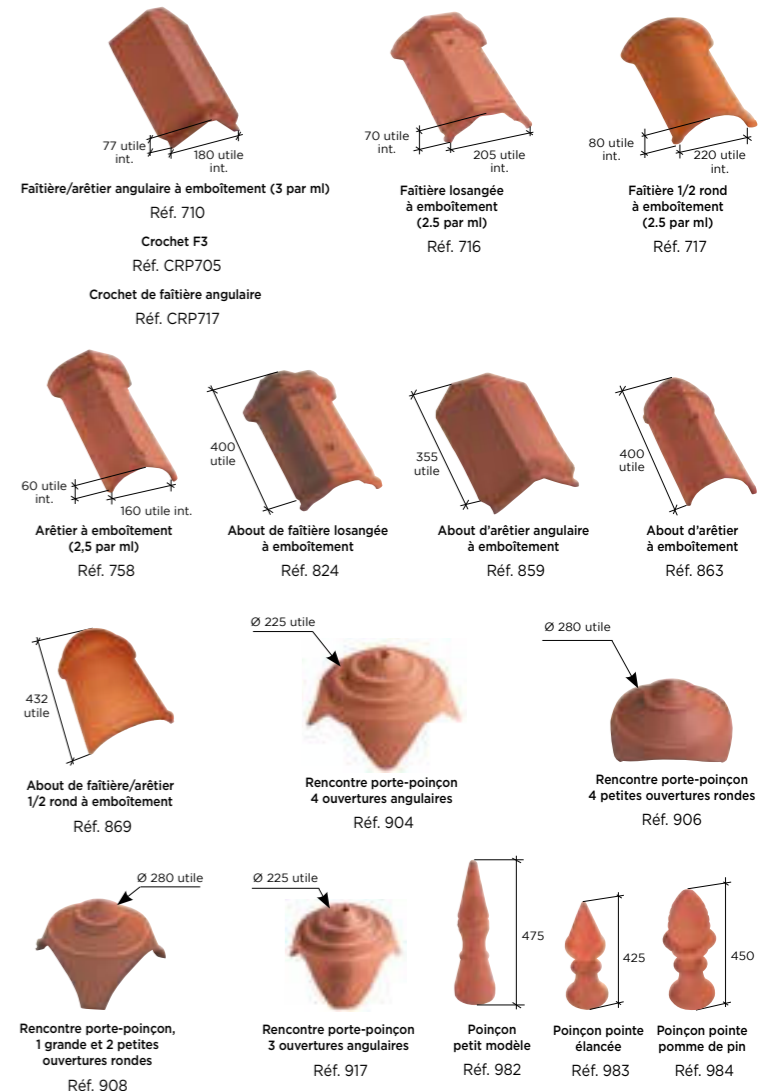 77 utile
int.
180 utile
int.
Faîtière/arêtier angulaire à emboîtement (3 par ml)
Réf. 710
Crochet F3
Réf. CRP705
Crochet de faîtière angulaire
Réf. CRP717
70 utile
int.
205 utile
int.
Faîtière losangée
à emboîtement
(2.5 par ml)
Réf. 716
80 utile
int.
220 utile
int.
Faîtière 1/2 rond
à emboîtement
(2.5 par ml)
Réf. 717
60 utile
int.
160 utile int.
Arêtier à emboîtement
(2,5 par ml)
Réf. 758
400
utile
About de faîtière losangée
à emboîtement
Réf. 824
355
utile
About d'arêtier angulaire
à emboîtement
Réf. 859
400
utile
About d'arêtier
à emboîtement
Réf. 863
432
utile
About de faîtière/arêtier
1/2 rond à emboîtement
Réf. 869
Ø 225 utile
Rencontre porte-poinçon
4 ouvertures angulaires
Réf. 904
Ø 280 utile
Rencontre porte-poinçon
4 petites ouvertures rondes
Réf. 906
Ø 280 utile
Rencontre porte-poinçon,
1 grande et 2 petites
ouvertures rondes
Réf. 908
Ø 225 utile
Rencontre porte-poinçon
3 ouvertures angulaires
Réf. 917
475
Poinçon
petit modèle
Réf. 982
425
Poinçon pointe
élancée
Réf. 983
450
Poinçon pointe
pomme de pin
Réf. 984